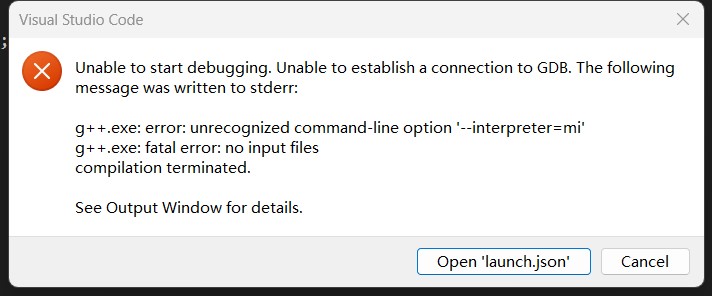 Visual Studio Code
;
Unable to start debugging. Unable to establish a connection to GDB. The following
message was written to stderr:
g++.exe: error: unrecognized command-line option '--interpreter=mi'
g++.exe: fatal error: no input files
compilation terminated.
See Output Window for details.
Open 'launch.json'
Cancel